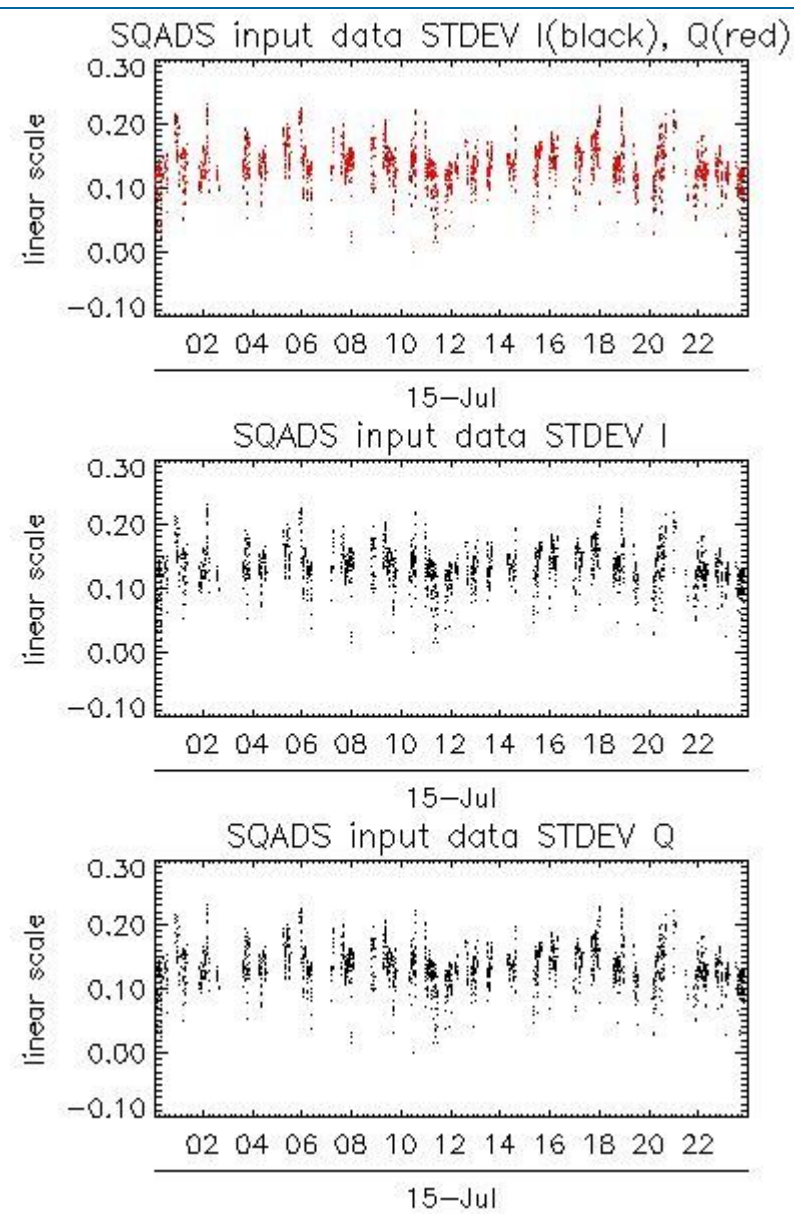 SQADS input data STDEV I(black), Q(red)
0.30
0.20
0.10
0.00
−0.10
linear scale
02 04 06 08 10 12 14 16 18 20 22
15−Jul
SQADS input data STDEV I
0.30
0.20
0.10
0.00
−0.10
linear scale
02 04 06 08 10 12 14 16 18 20 22
15−Jul
SQADS input data STDEV Q
0.30
0.20
0.10
0.00
−0.10
linear scale
02 04 06 08 10 12 14 16 18 20 22
15−Jul